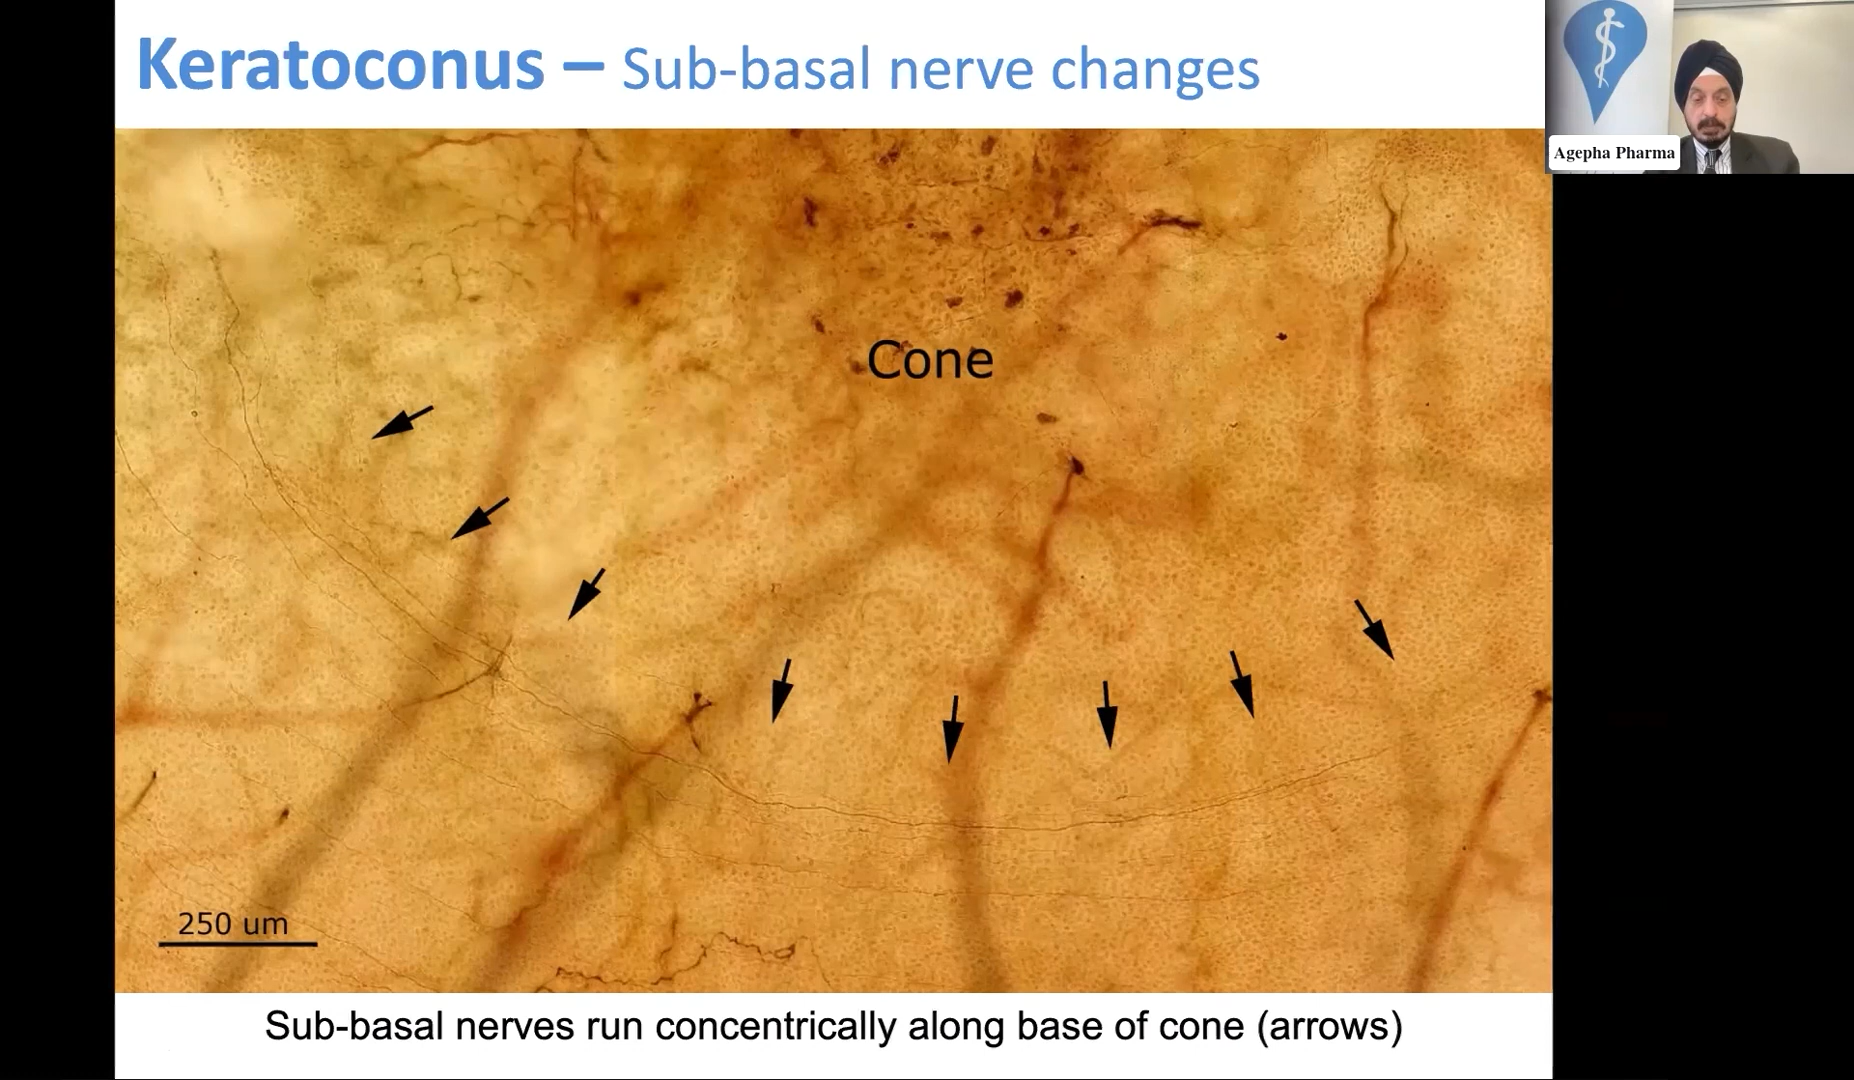 Keratoconus – Sub-basal nerve changes
Agepha Pharma
Cone
250 um
Sub-basal nerves run concentrically along base of cone (arrows)